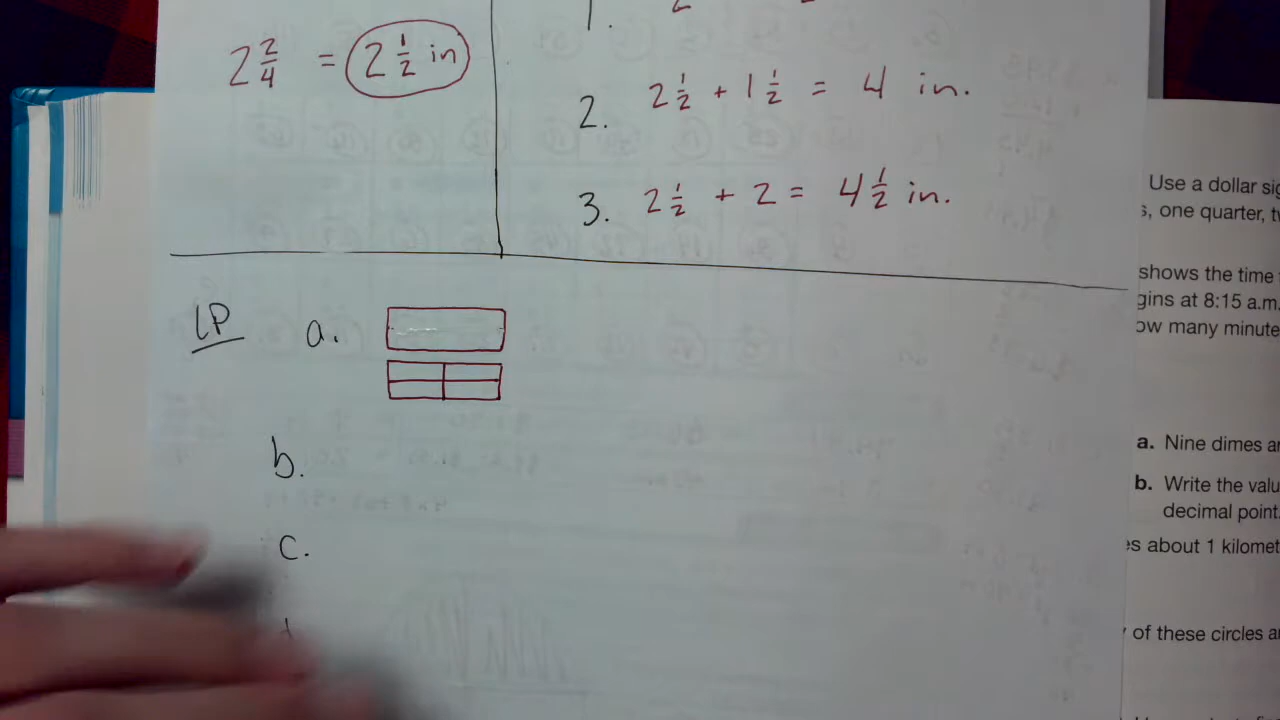 2 2/4 = 2 1/2 in
1.
2. 2 1/2 + 1 1/2 = 4 in.
3. 2 1/2 + 2 = 4 1/2 in.
LP a.
b.
c.
Use a dollar
s, one quarter,
shows the time
gins at 8:15 a.m.
ow many minute
a. Nine dimes
b. Write the valu
decimal point
es about 1 kilomet
of these circles